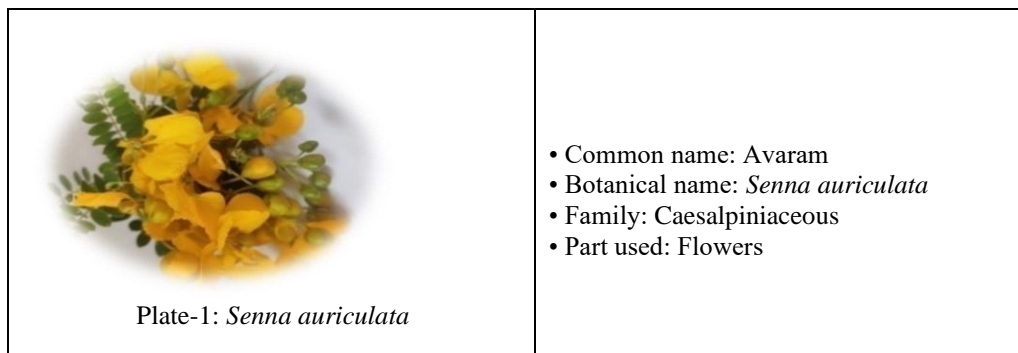 Plate-1: Senna auriculata
• Common name: Avaram
• Botanical name: Senna auriculata
• Family: Caesalpiniaceous
• Part used: Flowers